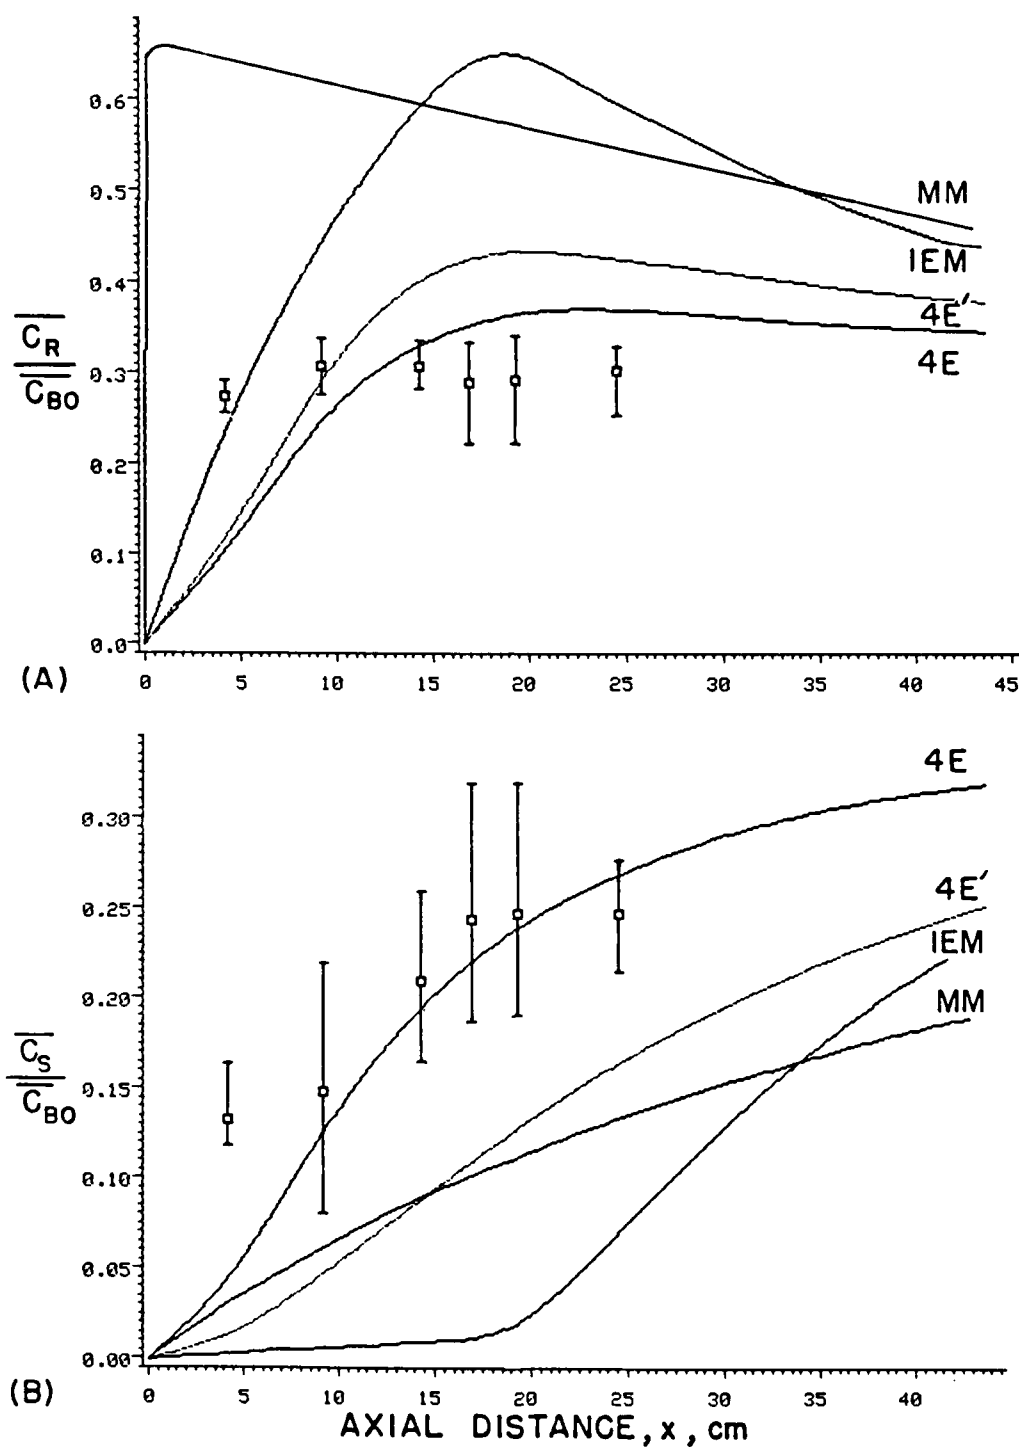 0.6
0.5
MM
IEM
0.4
4E′
C_R
C_BO
4E
0.3
0.2
0.1
0.0
(A)
0 5 10 15 20 25 30 35 40 45
4E
0.30
4E′
0.25
IEM
MM
0.20
C_S
C_BO
0.15
0.10
0.05
0.00
(B)
0 5 10 15 20 25 30 35 40
AXIAL DISTANCE, x, cm